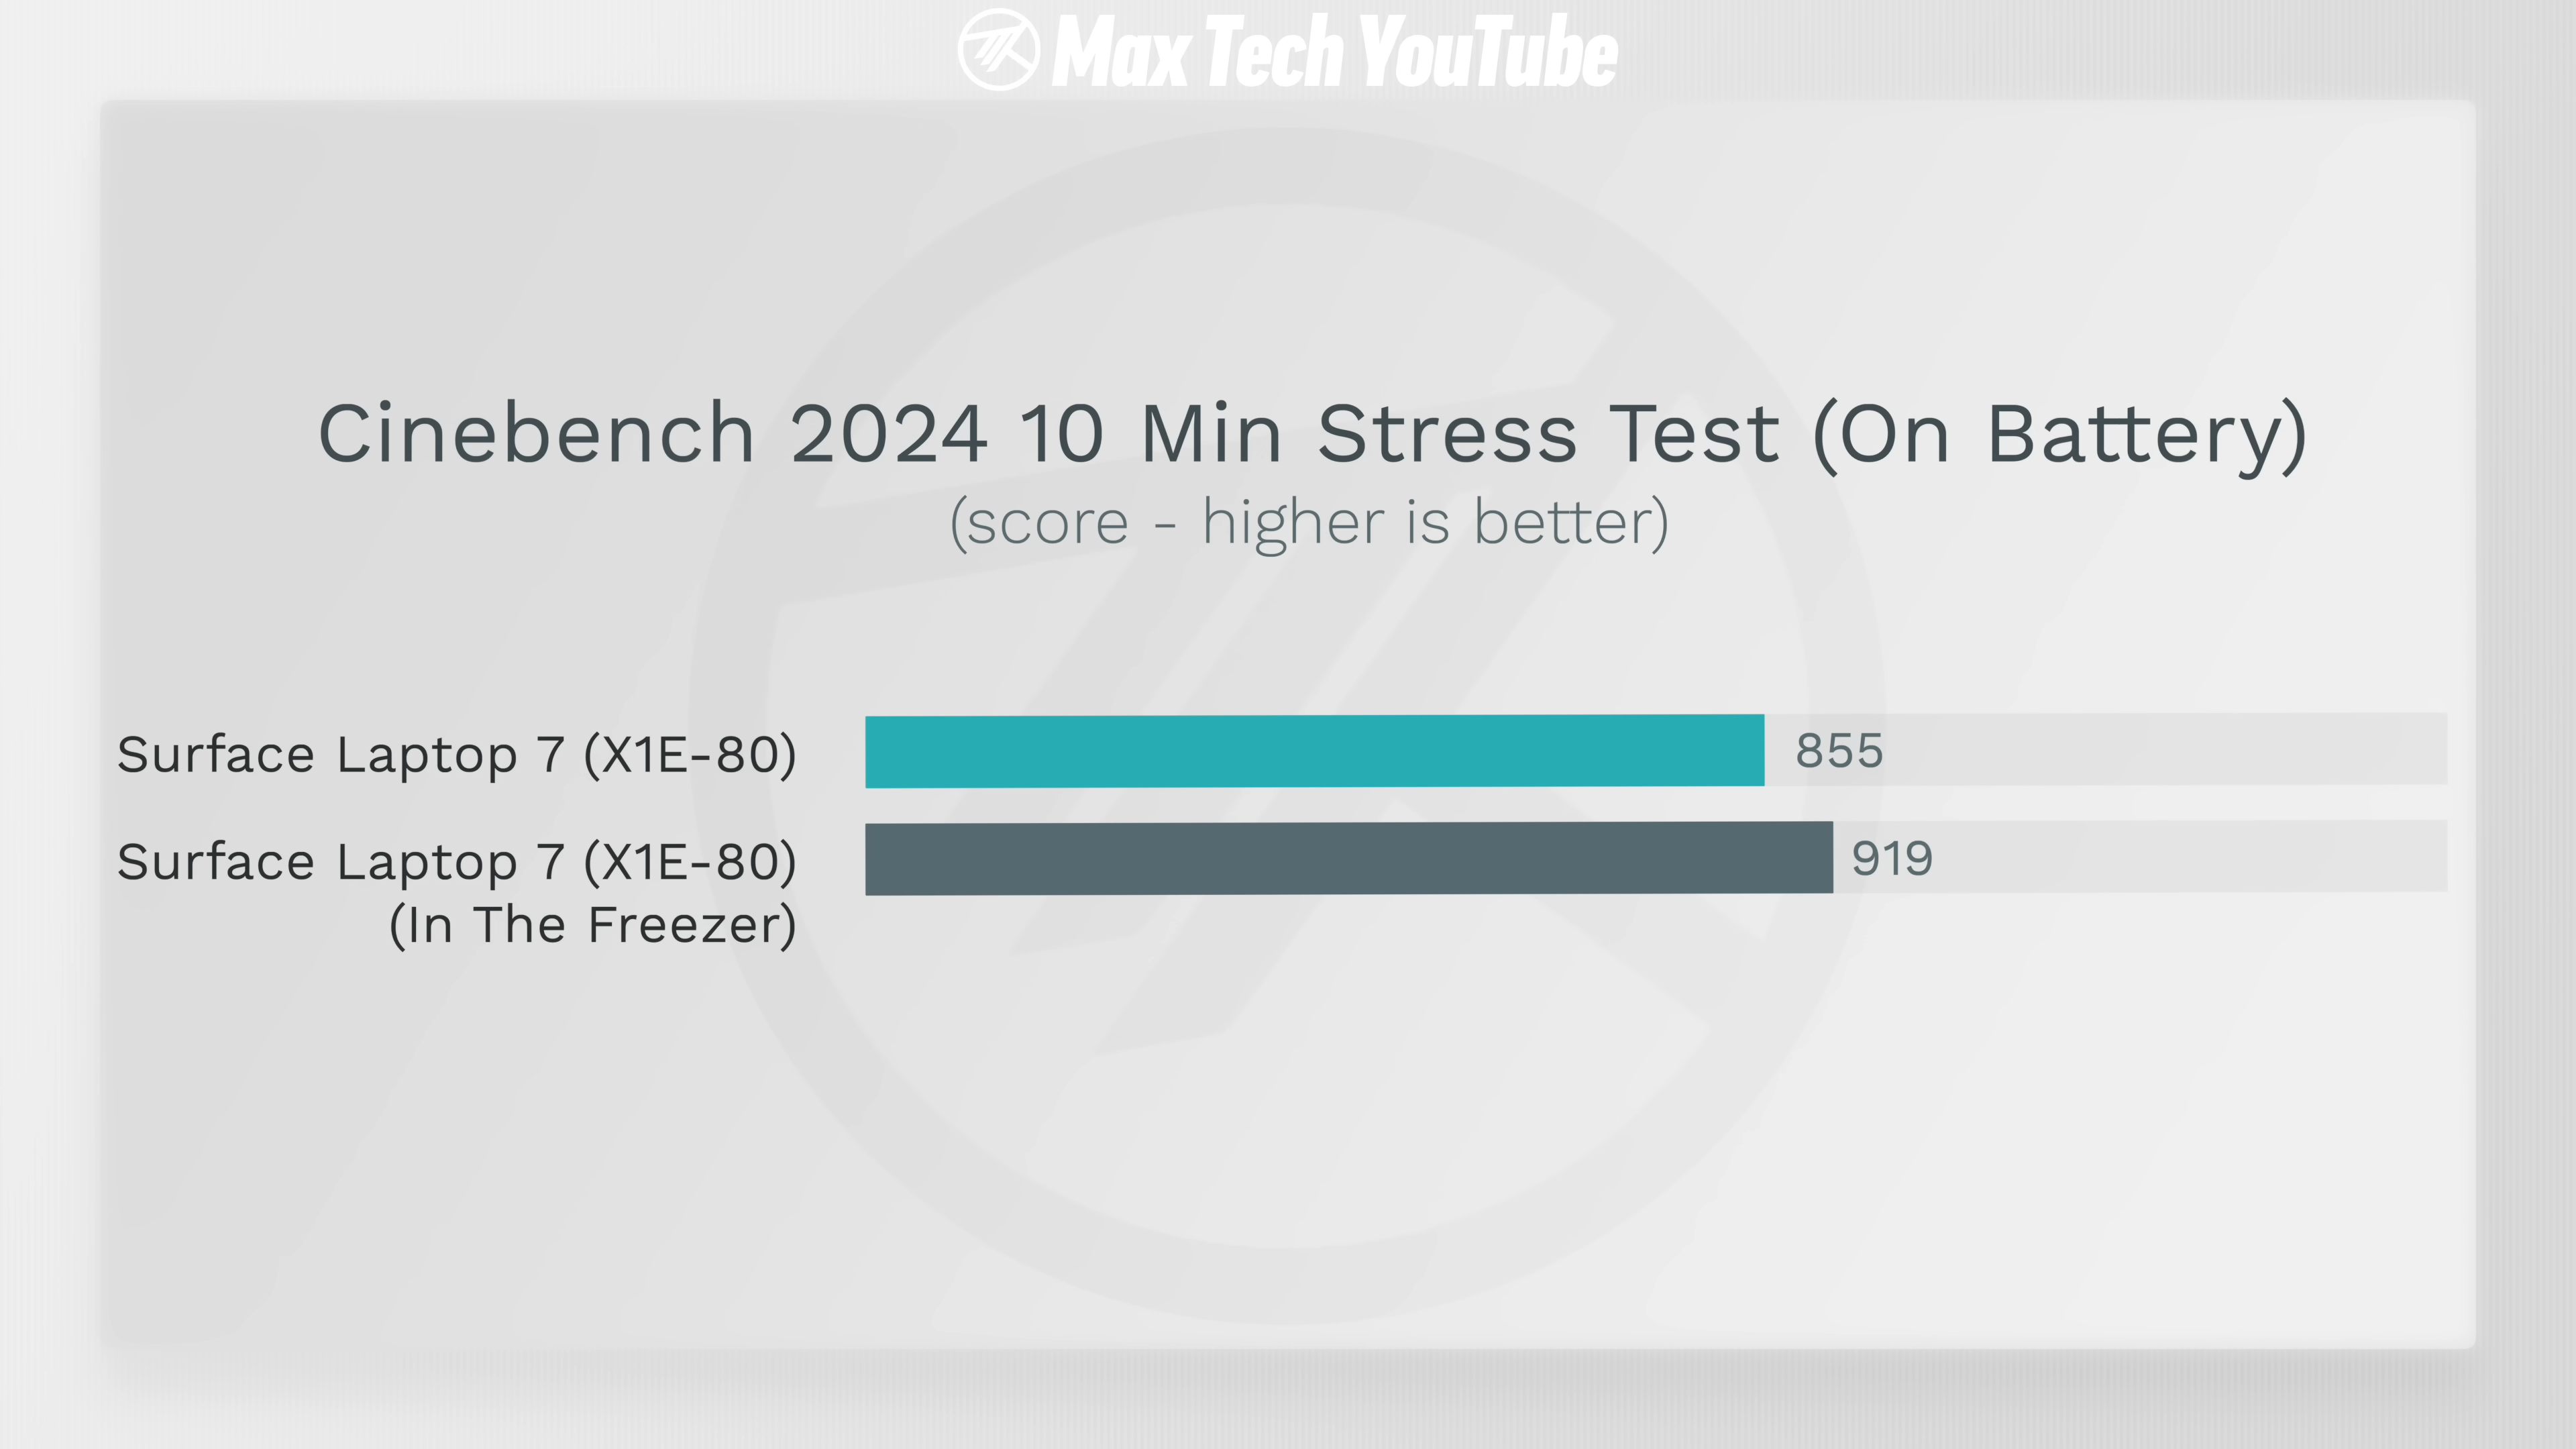 Max Tech YouTube
Cinebench 2024 10 Min Stress Test (On Battery)
(score - higher is better)
Surface Laptop 7 (X1E-80)
855
Surface Laptop 7 (X1E-80)
(In The Freezer)
919